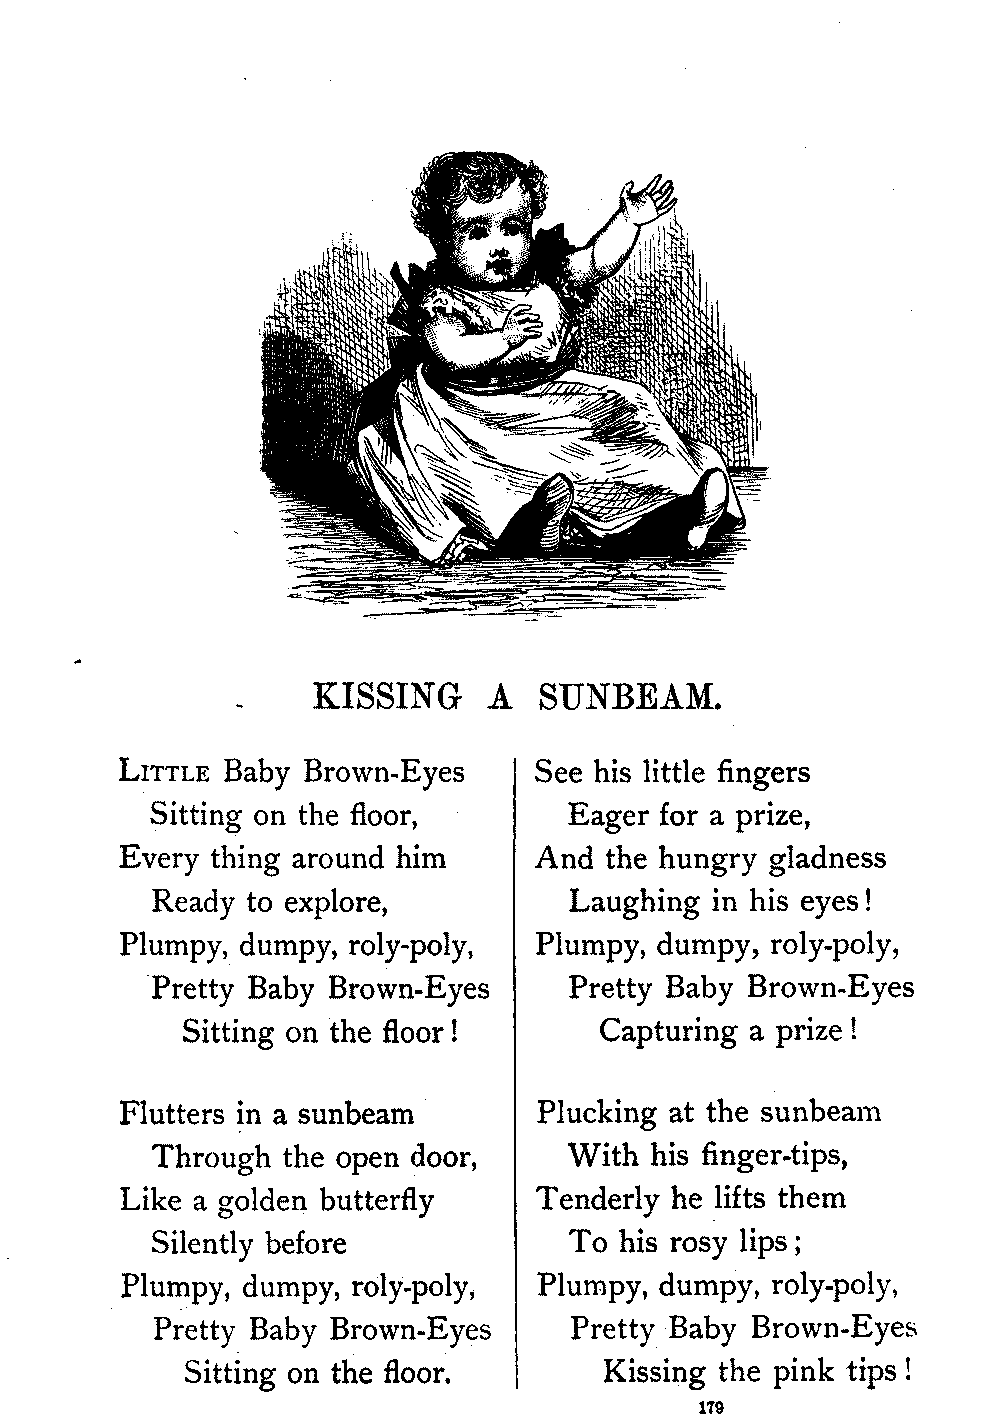 KISSING A SUNBEAM.
LITTLE Baby Brown-Eyes
Sitting on the floor,
Every thing around him
Ready to explore,
Plumpy, dumpy, roly-poly,
Pretty Baby Brown-Eyes
Sitting on the floor!
Flutters in a sunbeam
Through the open door,
Like a golden butterfly
Silently before
Plumpy, dumpy, roly-poly,
Pretty Baby Brown-Eyes
Sitting on the floor.
See his little fingers
Eager for a prize,
And the hungry gladness
Laughing in his eyes!
Plumpy, dumpy, roly-poly,
Pretty Baby Brown-Eyes
Capturing a prize!
Plucking at the sunbeam
With his finger-tips,
Tenderly he lifts them
To his rosy lips;
Plumpy, dumpy, roly-poly,
Pretty Baby Brown-Eyes
Kissing the pink tips!
179